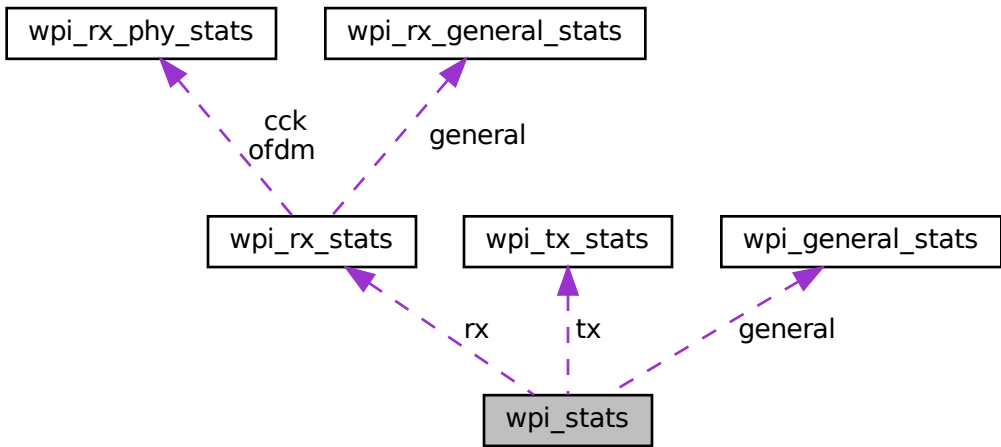 wpi_rx_phy_stats
wpi_rx_general_stats
cck
ofdm
general
wpi_rx_stats
wpi_tx_stats
wpi_general_stats
rx
tx
general
wpi_stats